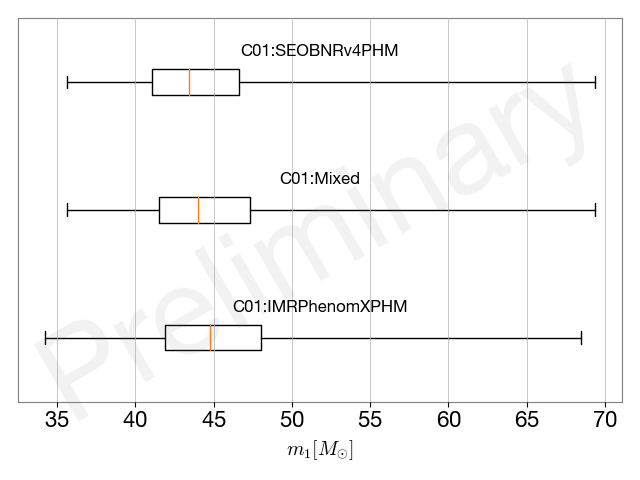 C01:SEOBNRv4PHM
C01:Mixed
C01:IMRPhenomXPHM
Preliminary
35 40 45 50 55 60 65 70
m₁[M☉]